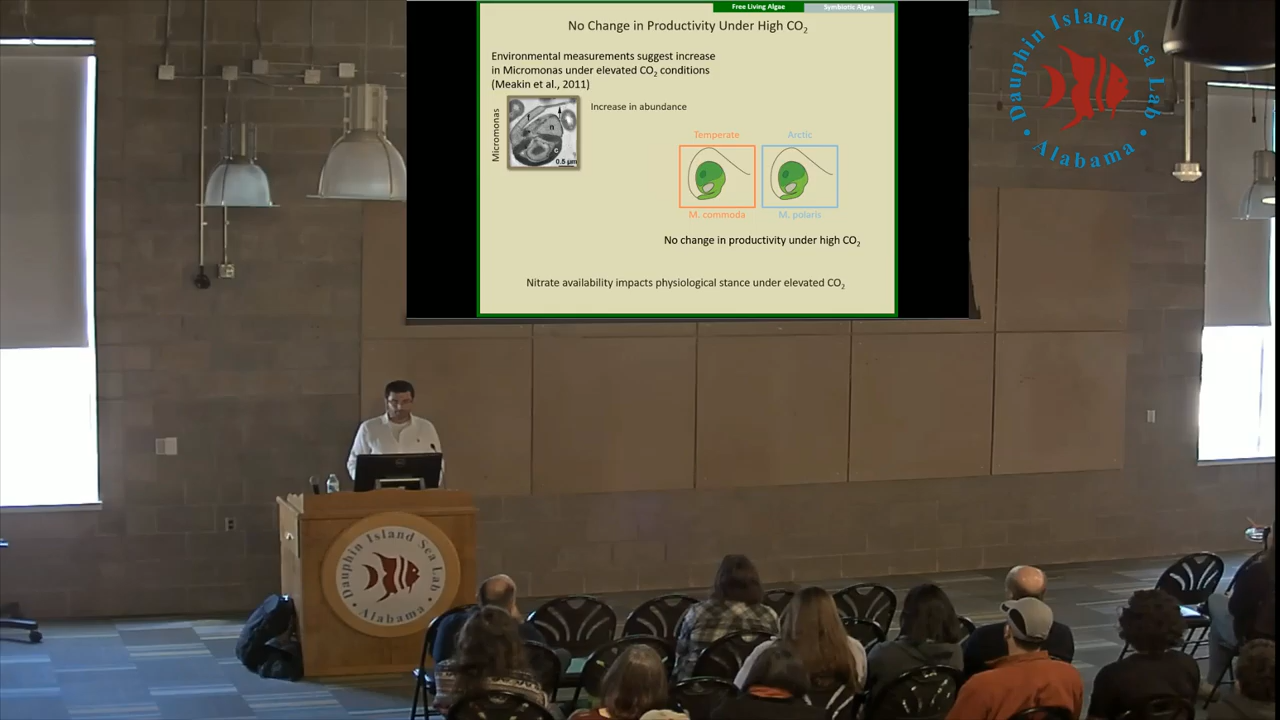 Free Living Algae
Symbiotic Algae
No Change in Productivity Under High CO₂
Environmental measurements suggest increase
in Micromonas under elevated CO₂ conditions
(Meakin et al., 2011)
Micromonas
n
c
0.5 µm
Increase in abundance
Temperate
Arctic
M. commoda
M. polaris
No change in productivity under high CO₂
Nitrate availability impacts physiological stance under elevated CO₂
Dauphin Island Sea Lab
Alabama
Dauphin Island Sea Lab
Alabama